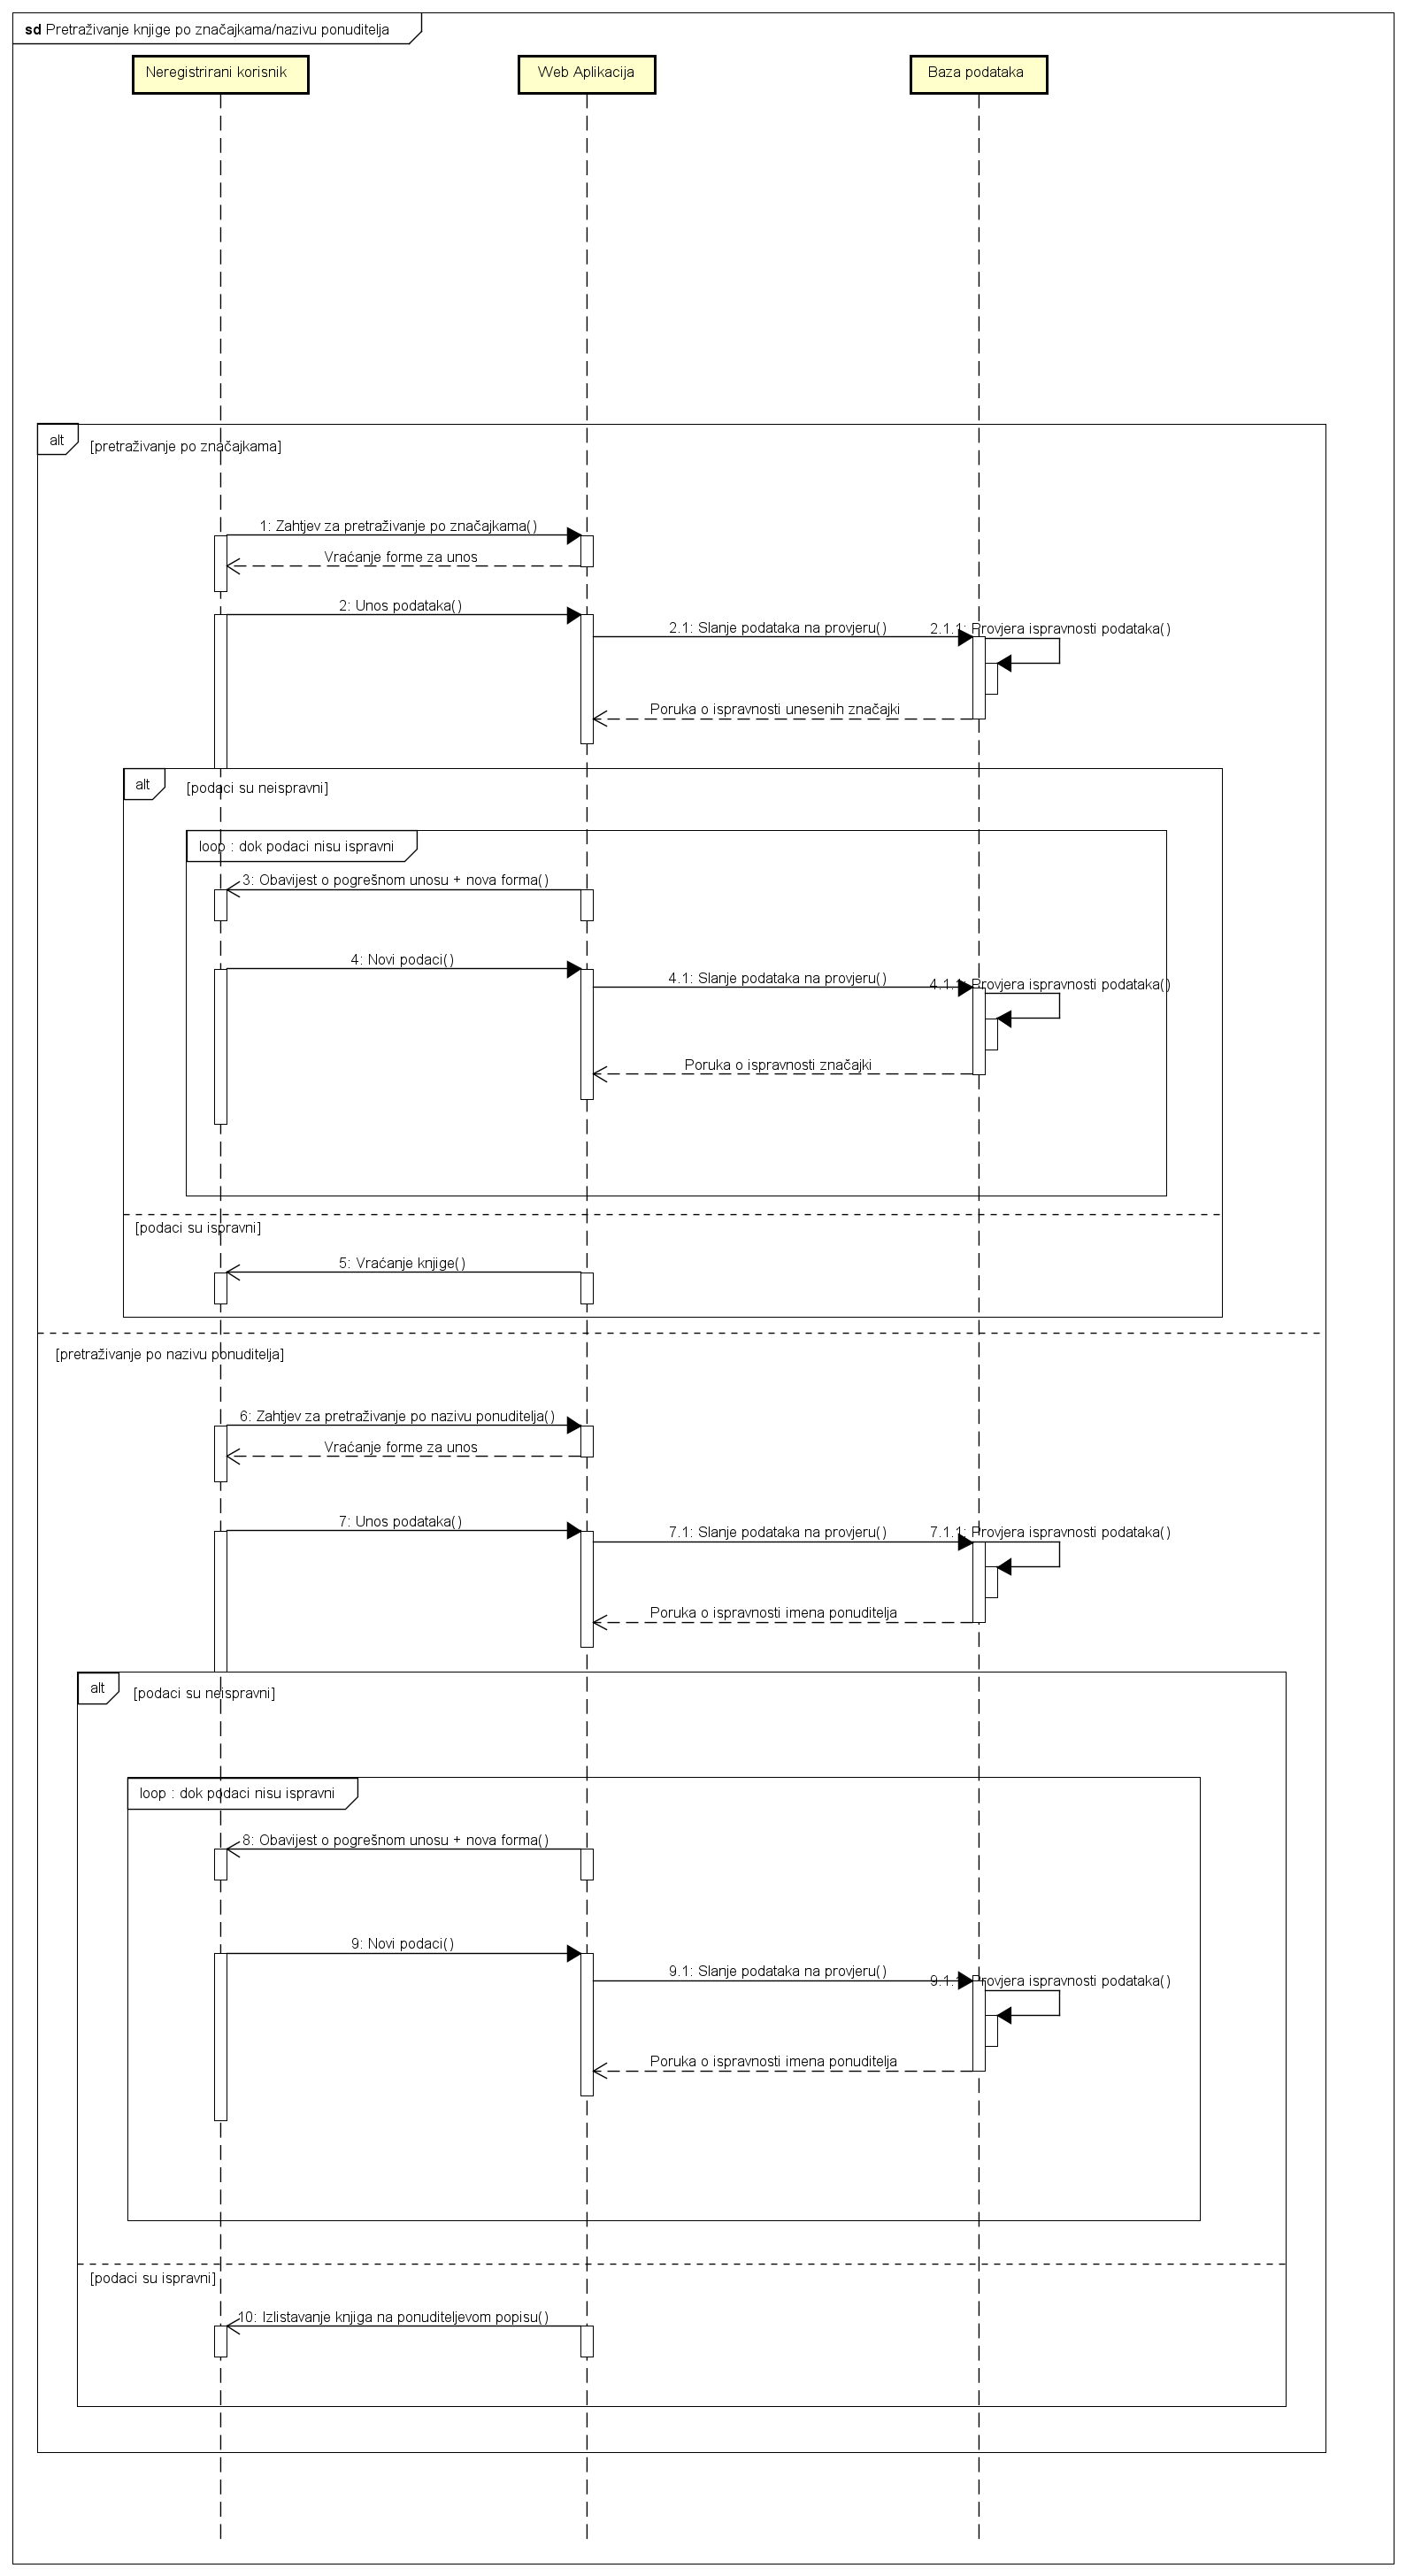 sd Pretraživanje knjige po značajkama/nazivu ponuditelja
Neregistrirani korisnik
Web Aplikacija
Baza podataka
alt
[pretraživanje po značajkama]
1: Zahtjev za pretraživanje po značajkama()
Vraćanje forme za unos
2: Unos podataka()
2.1: Slanje podataka na provjeru()
2.1.1: Provjera ispravnosti podataka()
Poruka o ispravnosti unesenih značajki
alt
[podaci su neispravni]
loop : dok podaci nisu ispravni
3: Obavijest o pogrešnom unosu + nova forma()
4: Novi podaci()
4.1: Slanje podataka na provjeru()
4.1.1: Provjera ispravnosti podataka()
Poruka o ispravnosti značajki
[podaci su ispravni]
5: Vraćanje knjige()
[pretraživanje po nazivu ponuditelja]
6: Zahtjev za pretraživanje po nazivu ponuditelja()
Vraćanje forme za unos
7: Unos podataka()
7.1: Slanje podataka na provjeru()
7.1.1: Provjera ispravnosti podataka()
Poruka o ispravnosti imena ponuditelja
alt
[podaci su neispravni]
loop : dok podaci nisu ispravni
8: Obavijest o pogrešnom unosu + nova forma()
9: Novi podaci()
9.1: Slanje podataka na provjeru()
9.1.1: Provjera ispravnosti podataka()
Poruka o ispravnosti imena ponuditelja
[podaci su ispravni]
10: Izlistavanje knjiga na ponuditeljevom popisu()